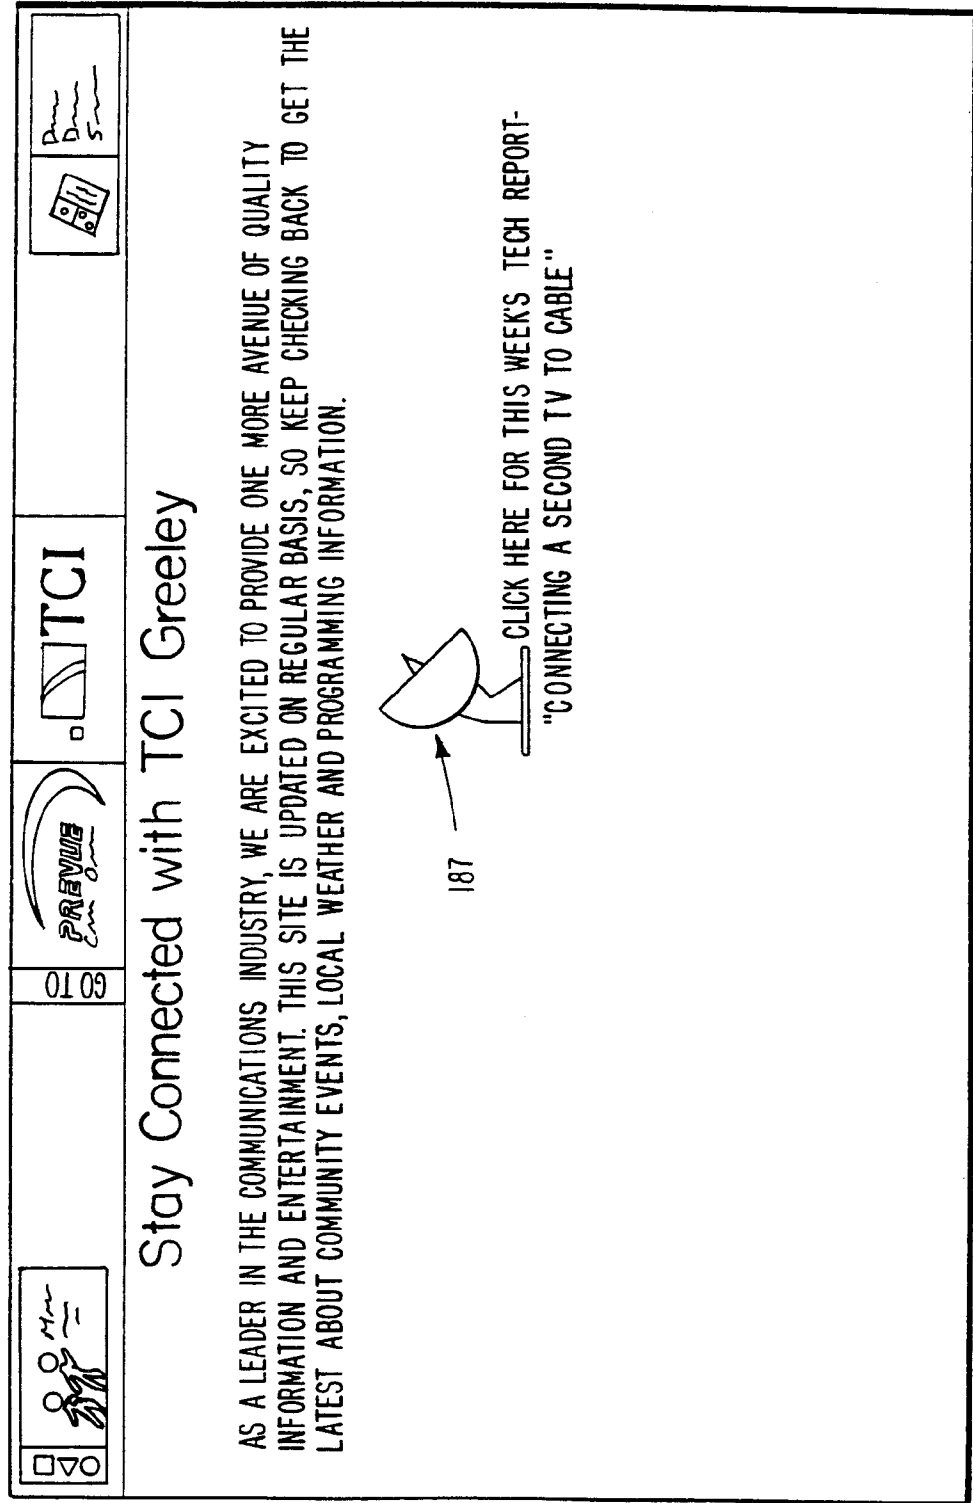 GO TO
PREVUE
TCI
Stay Connected with TCI Greeley
AS A LEADER IN THE COMMUNICATIONS INDUSTRY, WE ARE EXCITED TO PROVIDE ONE MORE AVENUE OF QUALITY
INFORMATION AND ENTERTAINMENT. THIS SITE IS UPDATED ON REGULAR BASIS, SO KEEP CHECKING BACK TO GET THE
LATEST ABOUT COMMUNITY EVENTS, LOCAL WEATHER AND PROGRAMMING INFORMATION.
187
CLICK HERE FOR THIS WEEK'S TECH REPORT-
"CONNECTING A SECOND TV TO CABLE"